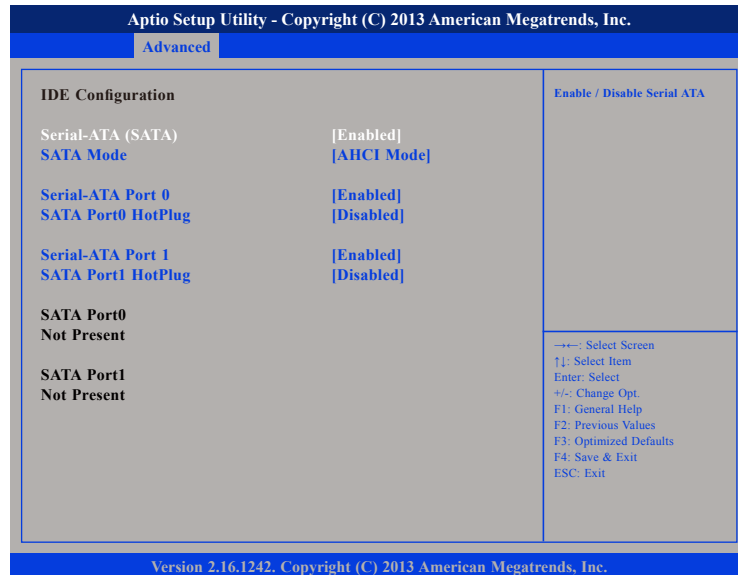 Aptio Setup Utility - Copyright (C) 2013 American Megatrends, Inc.
Advanced
IDE Configuration
Serial-ATA (SATA) [Enabled]
SATA Mode [AHCI Mode]
Serial-ATA Port 0 [Enabled]
SATA Port0 HotPlug [Disabled]
Serial-ATA Port 1 [Enabled]
SATA Port1 HotPlug [Disabled]
SATA Port0
Not Present
SATA Port1
Not Present
Enable / Disable Serial ATA
→←: Select Screen
↑↓: Select Item
Enter: Select
+/-: Change Opt.
F1: General Help
F2: Previous Values
F3: Optimized Defaults
F4: Save & Exit
ESC: Exit
Version 2.16.1242. Copyright (C) 2013 American Megatrends, Inc.